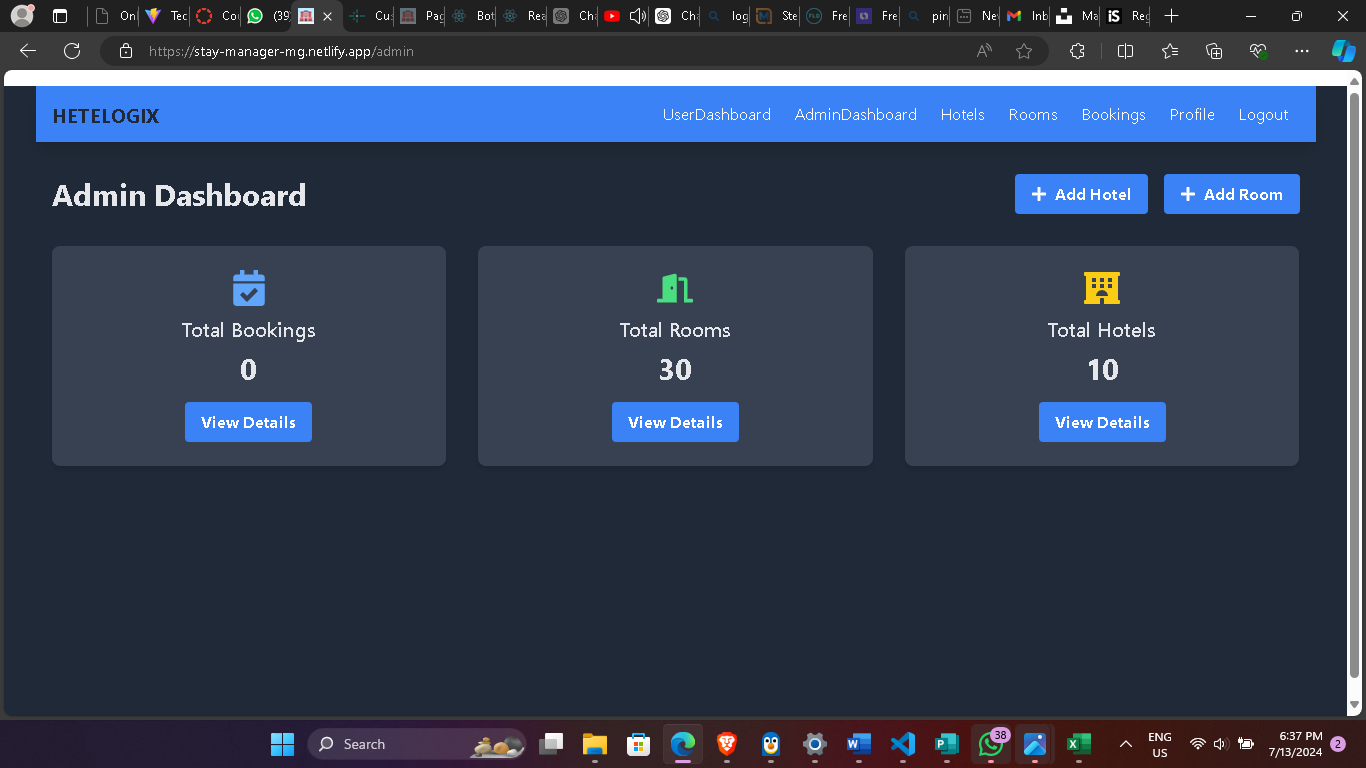 Onl
Tec
Co
(39
Cu
Pag
Bot
Rea
Cha
Cha
log
Ste
Fre
Fre
pin
Ne
Inb
Ma
Reg
https://stay-manager-mg.netlify.app/admin
HETELOGIX
UserDashboard AdminDashboard Hotels Rooms Bookings Profile Logout
Admin Dashboard
Add Hotel
Add Room
Total Bookings
0
View Details
Total Rooms
30
View Details
Total Hotels
10
View Details
Search
38
ENG
US
6:37 PM
7/13/2024
2